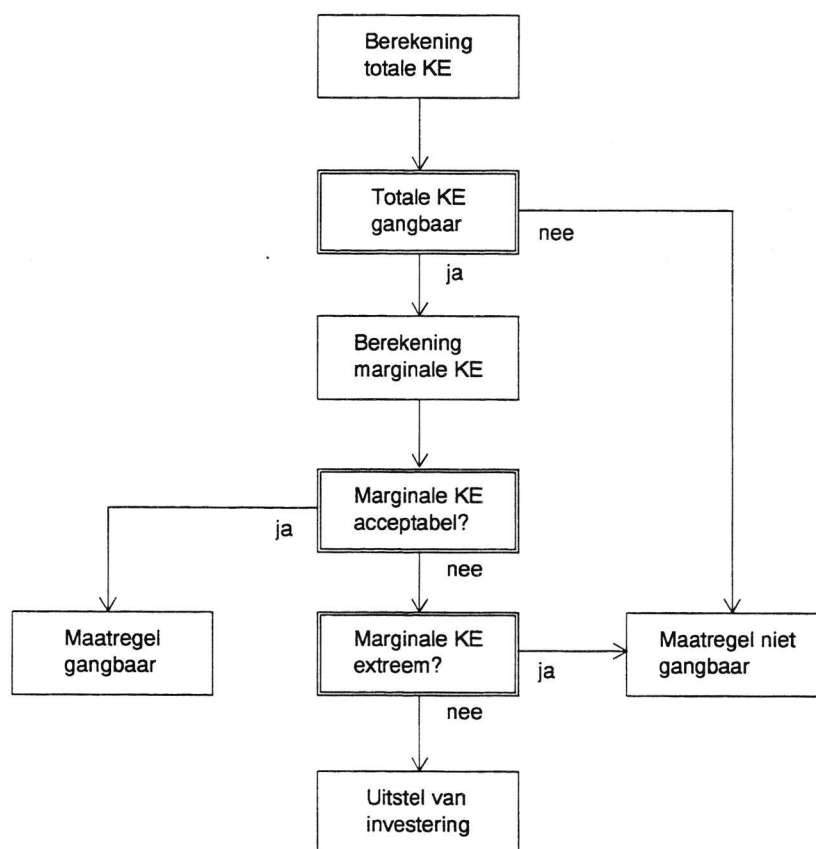 Berekening
totale KE
Totale KE
gangbaar
nee
ja
Berekening
marginale KE
Marginale KE
acceptabel?
ja
nee
Maatregel
gangbaar
Marginale KE
extreem?
ja
Maatregel niet
gangbaar
nee
Uitstel van
investering